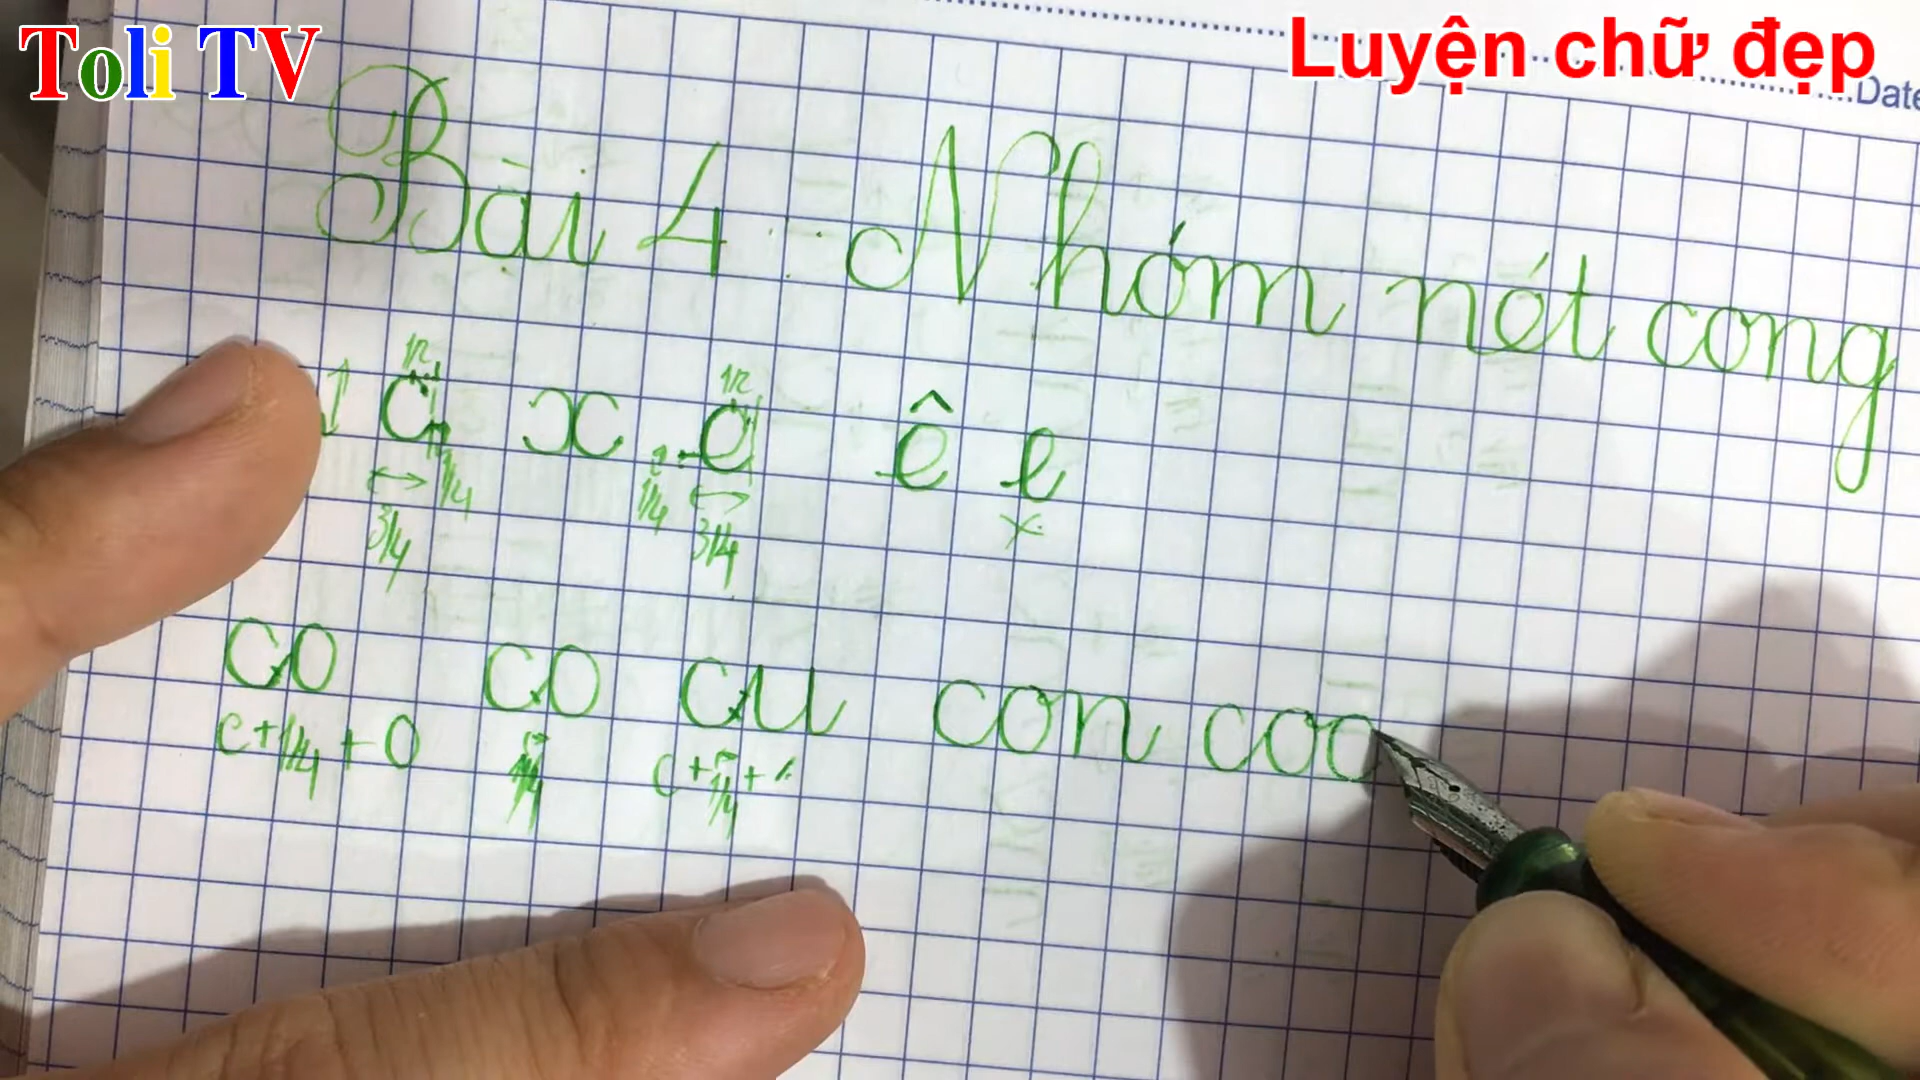 Toli TV
Luyện chữ đẹp
Date
Bài 4: Nhóm nét cong
1/2 1/2
c x e ê e
1/4 1/4 x
3/4 3/4
co co cu con coc
c+1/4+o 1/4 c+1/4+